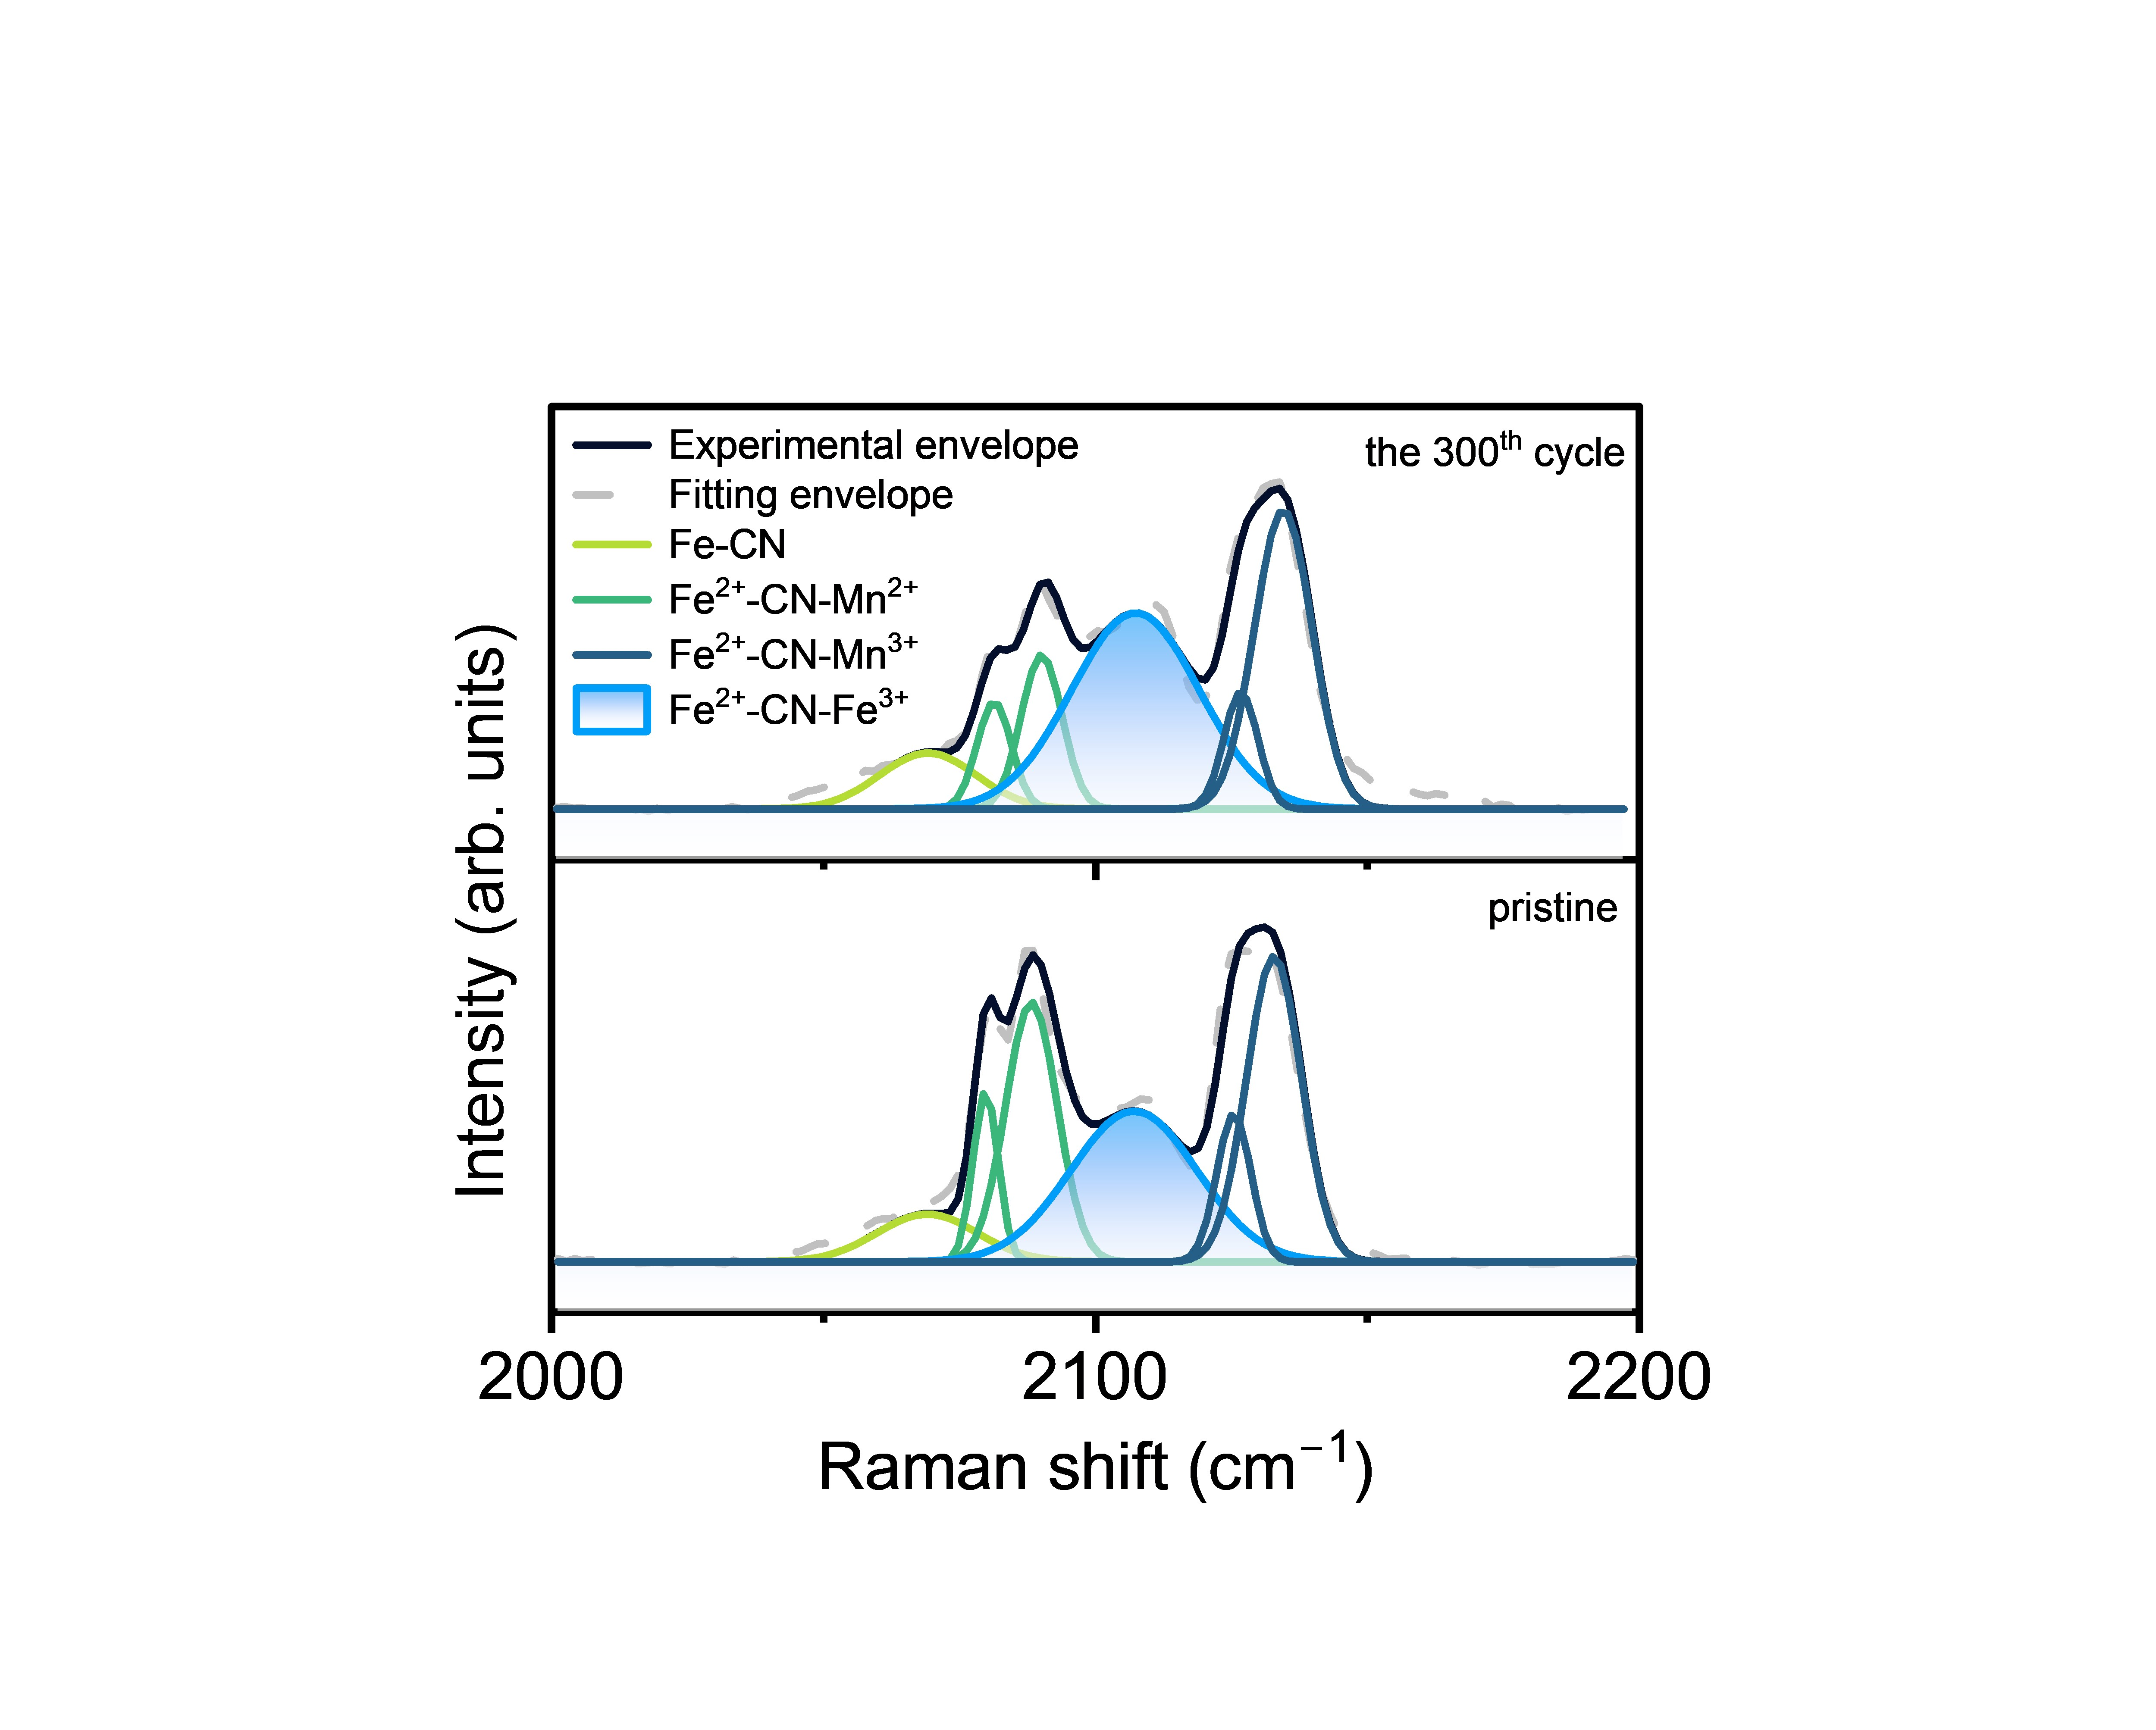 Experimental envelope
the 300th cycle
Fitting envelope
Fe-CN
Fe2+-CN-Mn2+
Fe2+-CN-Mn3+
Fe2+-CN-Fe3+
pristine
Intensity (arb. units)
2000 2100 2200
Raman shift (cm−1)